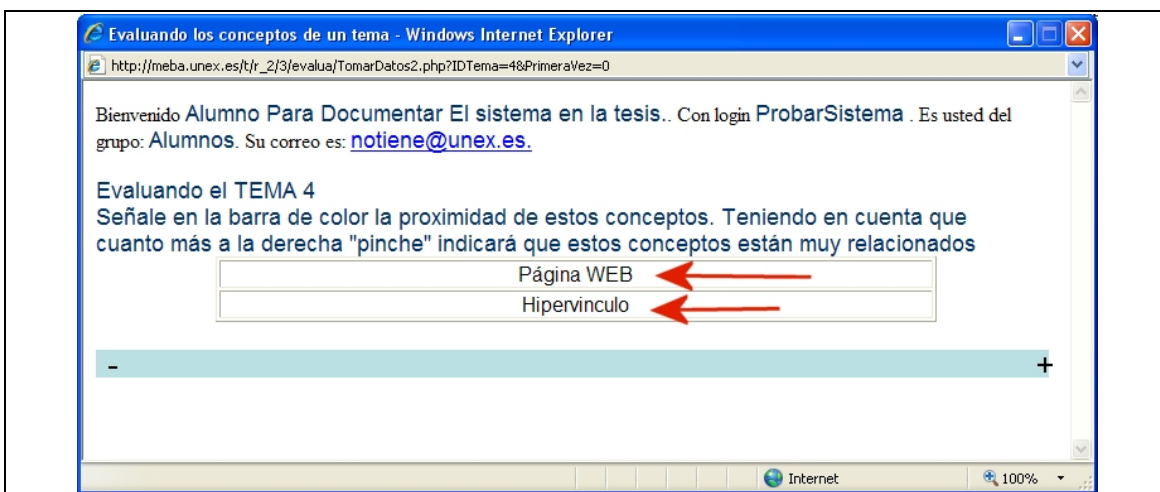 Evaluando los conceptos de un tema - Windows Internet Explorer
http://meba.unex.es/t/r_2/3/evalua/TomarDatos2.php?IDTema=4&PrimeraVez=0
Bienvenido Alumno Para Documentar El sistema en la tesis.. Con login ProbarSistema . Es usted del
grupo: Alumnos. Su correo es: notiene@unex.es.
Evaluando el TEMA 4
Señale en la barra de color la proximidad de estos conceptos. Teniendo en cuenta que
cuanto más a la derecha "pinche" indicará que estos conceptos están muy relacionados
Página WEB
Hipervinculo
- +
Internet 100%